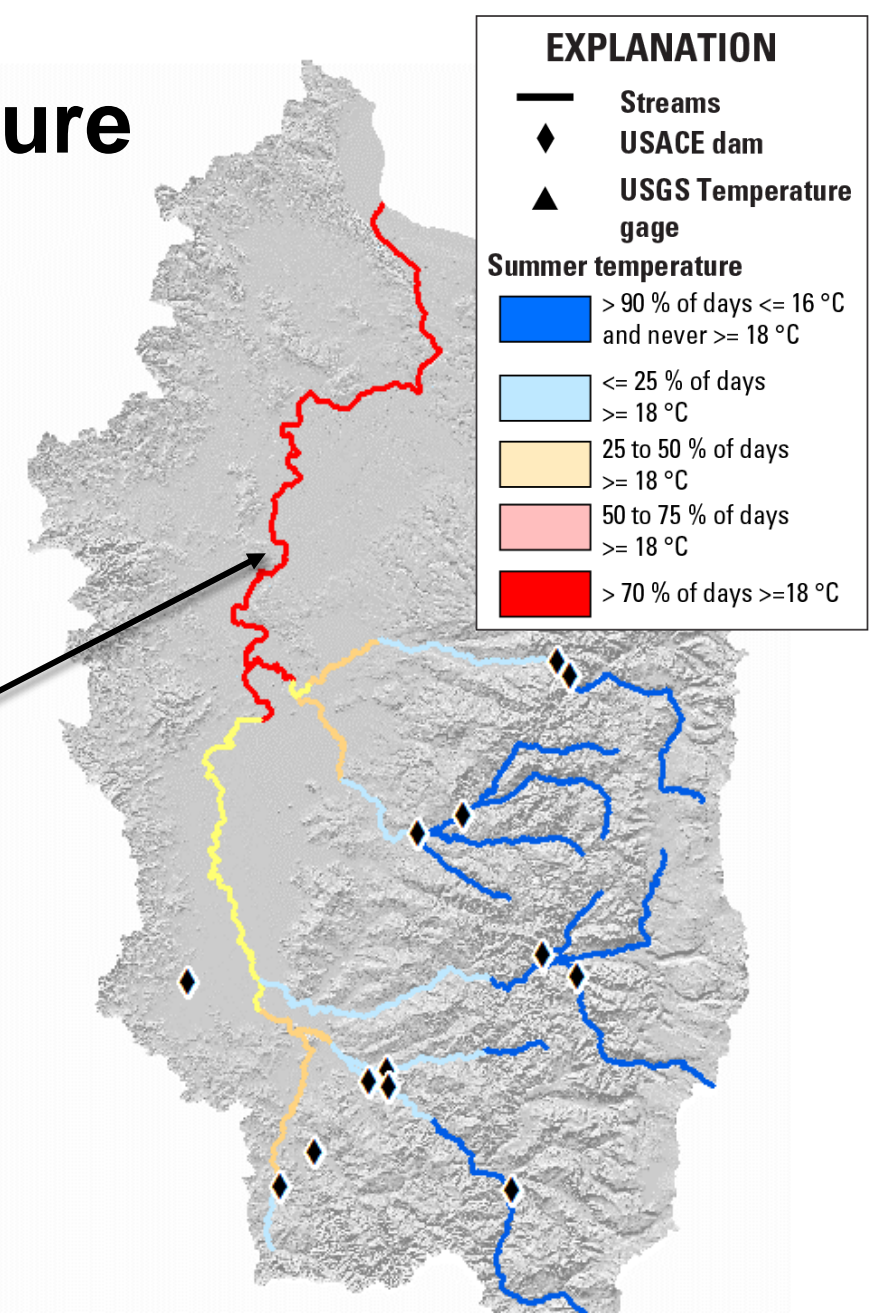 ure
EXPLANATION
Streams
USACE dam
USGS Temperature
gage
Summer temperature
> 90 % of days <= 16 °C
and never >= 18 °C
<= 25 % of days
>= 18 °C
25 to 50 % of days
>= 18 °C
50 to 75 % of days
>= 18 °C
> 70 % of days >=18 °C